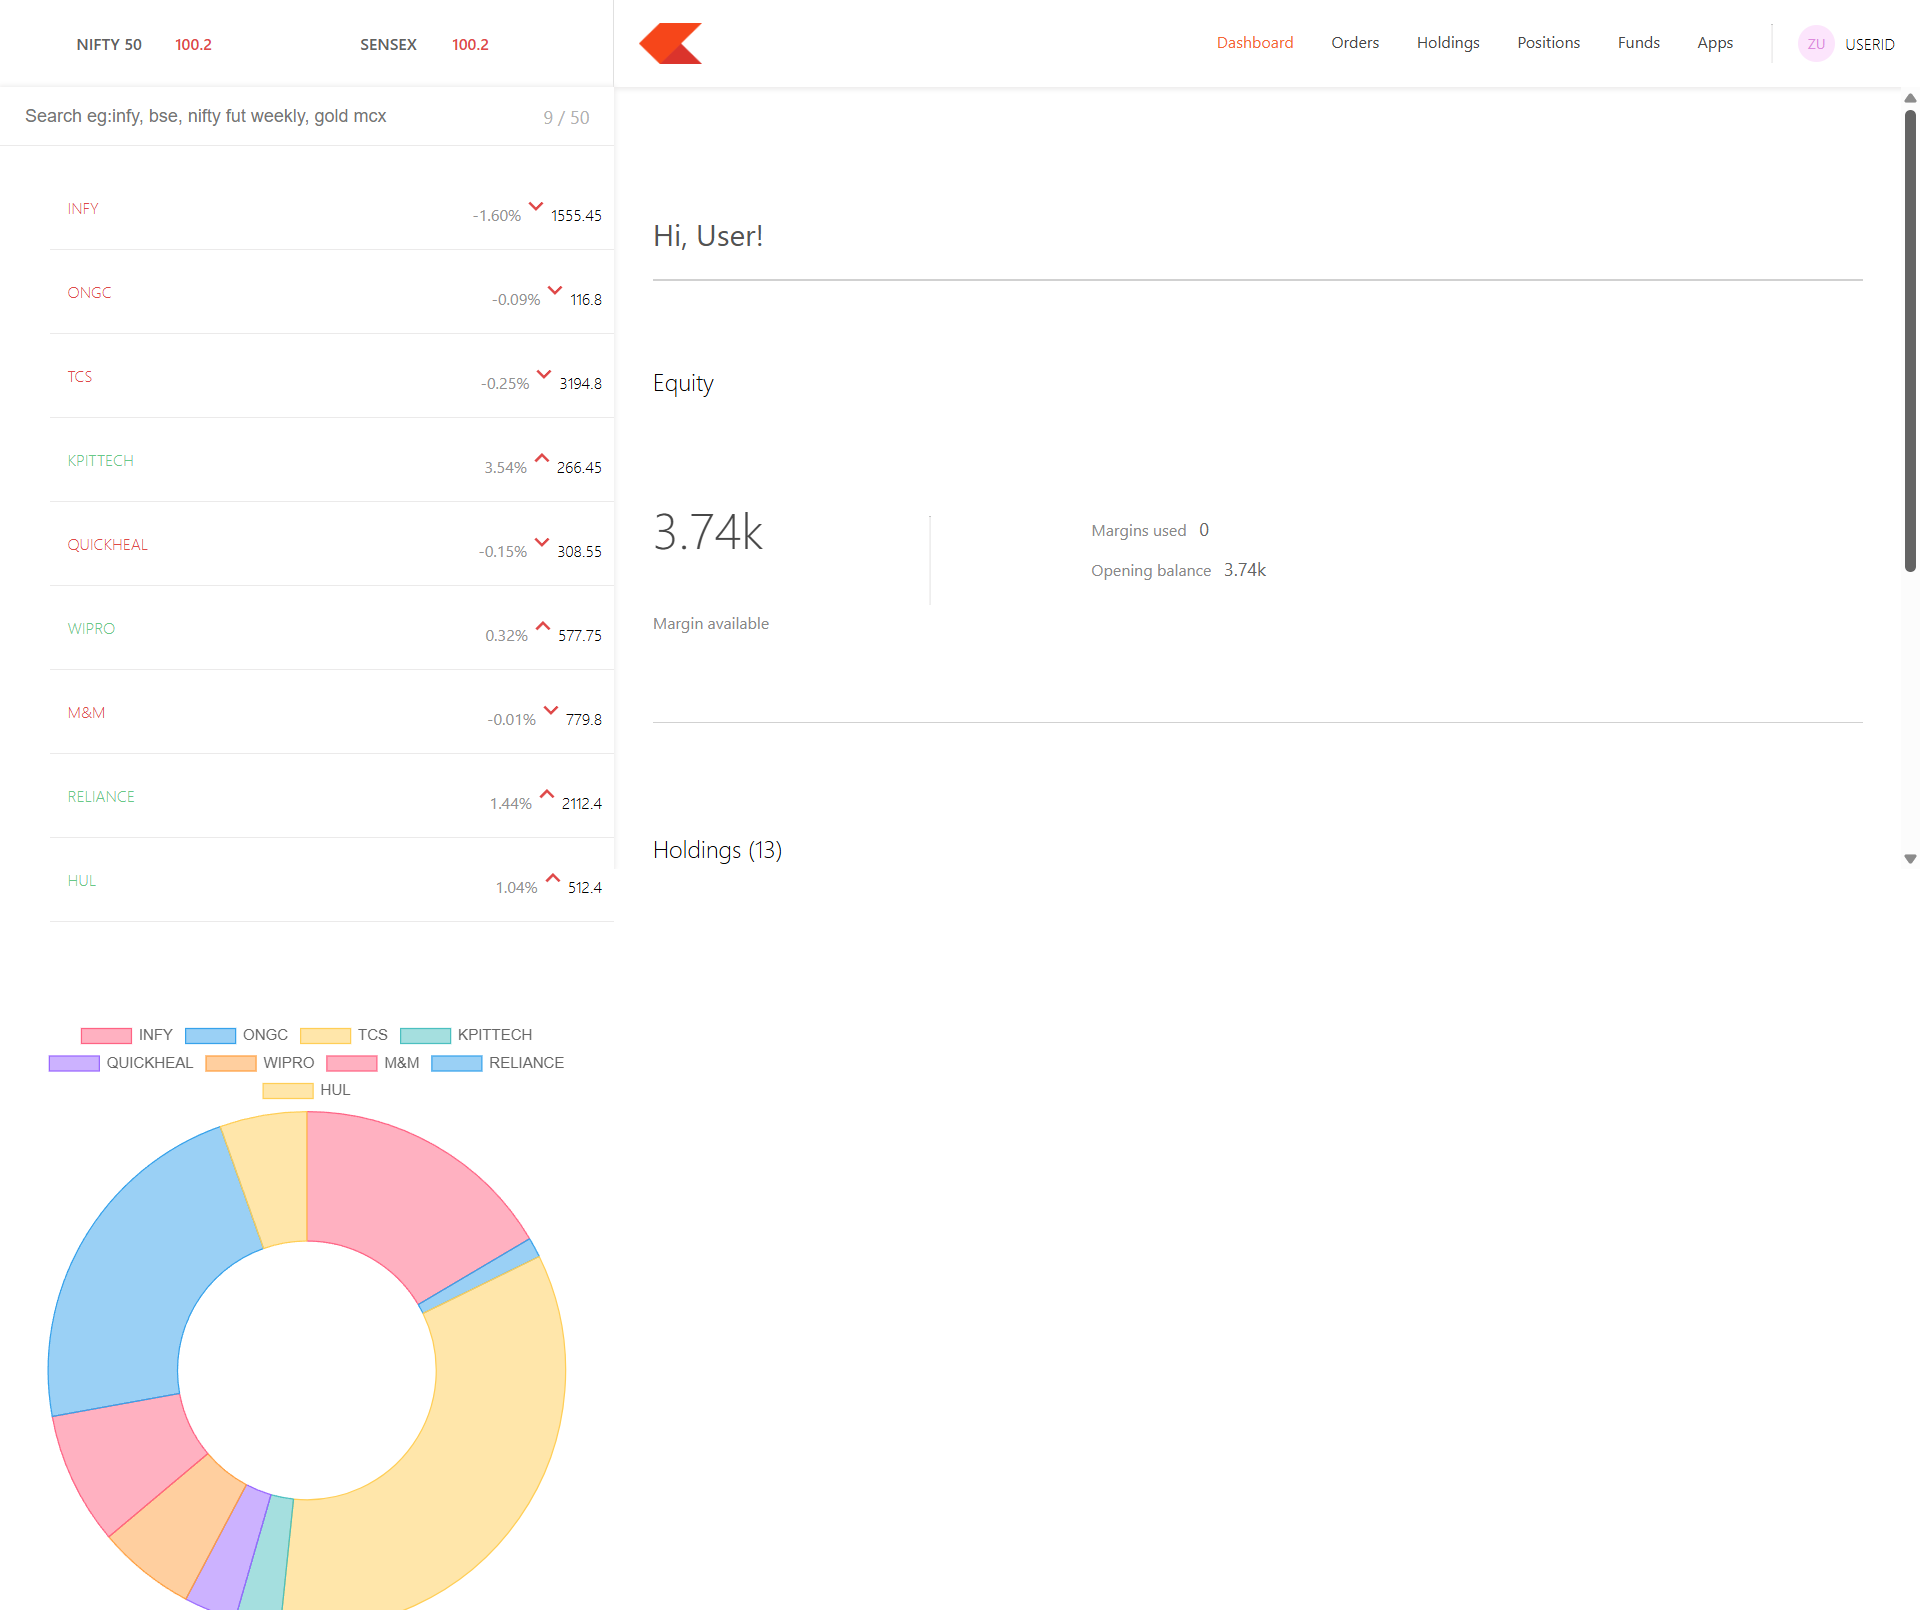 NIFTY 50 100.2 SENSEX 100.2
Dashboard Orders Holdings Positions Funds Apps ZU USERID
Search eg:infy, bse, nifty fut weekly, gold mcx 9 / 50
INFY -1.60% 1555.45
ONGC -0.09% 116.8
TCS -0.25% 3194.8
KPITTECH 3.54% 266.45
QUICKHEAL -0.15% 308.55
WIPRO 0.32% 577.75
M&M -0.01% 779.8
RELIANCE 1.44% 2112.4
HUL 1.04% 512.4
INFY ONGC TCS KPITTECH
QUICKHEAL WIPRO M&M RELIANCE
HUL
Hi, User!
Equity
3.74k
Margin available
Margins used 0
Opening balance 3.74k
Holdings (13)